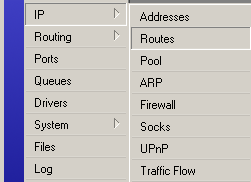 IP
Routing
Ports
Queues
Drivers
System
Files
Log
Addresses
Routes
Pool
ARP
Firewall
Socks
UPnP
Traffic Flow